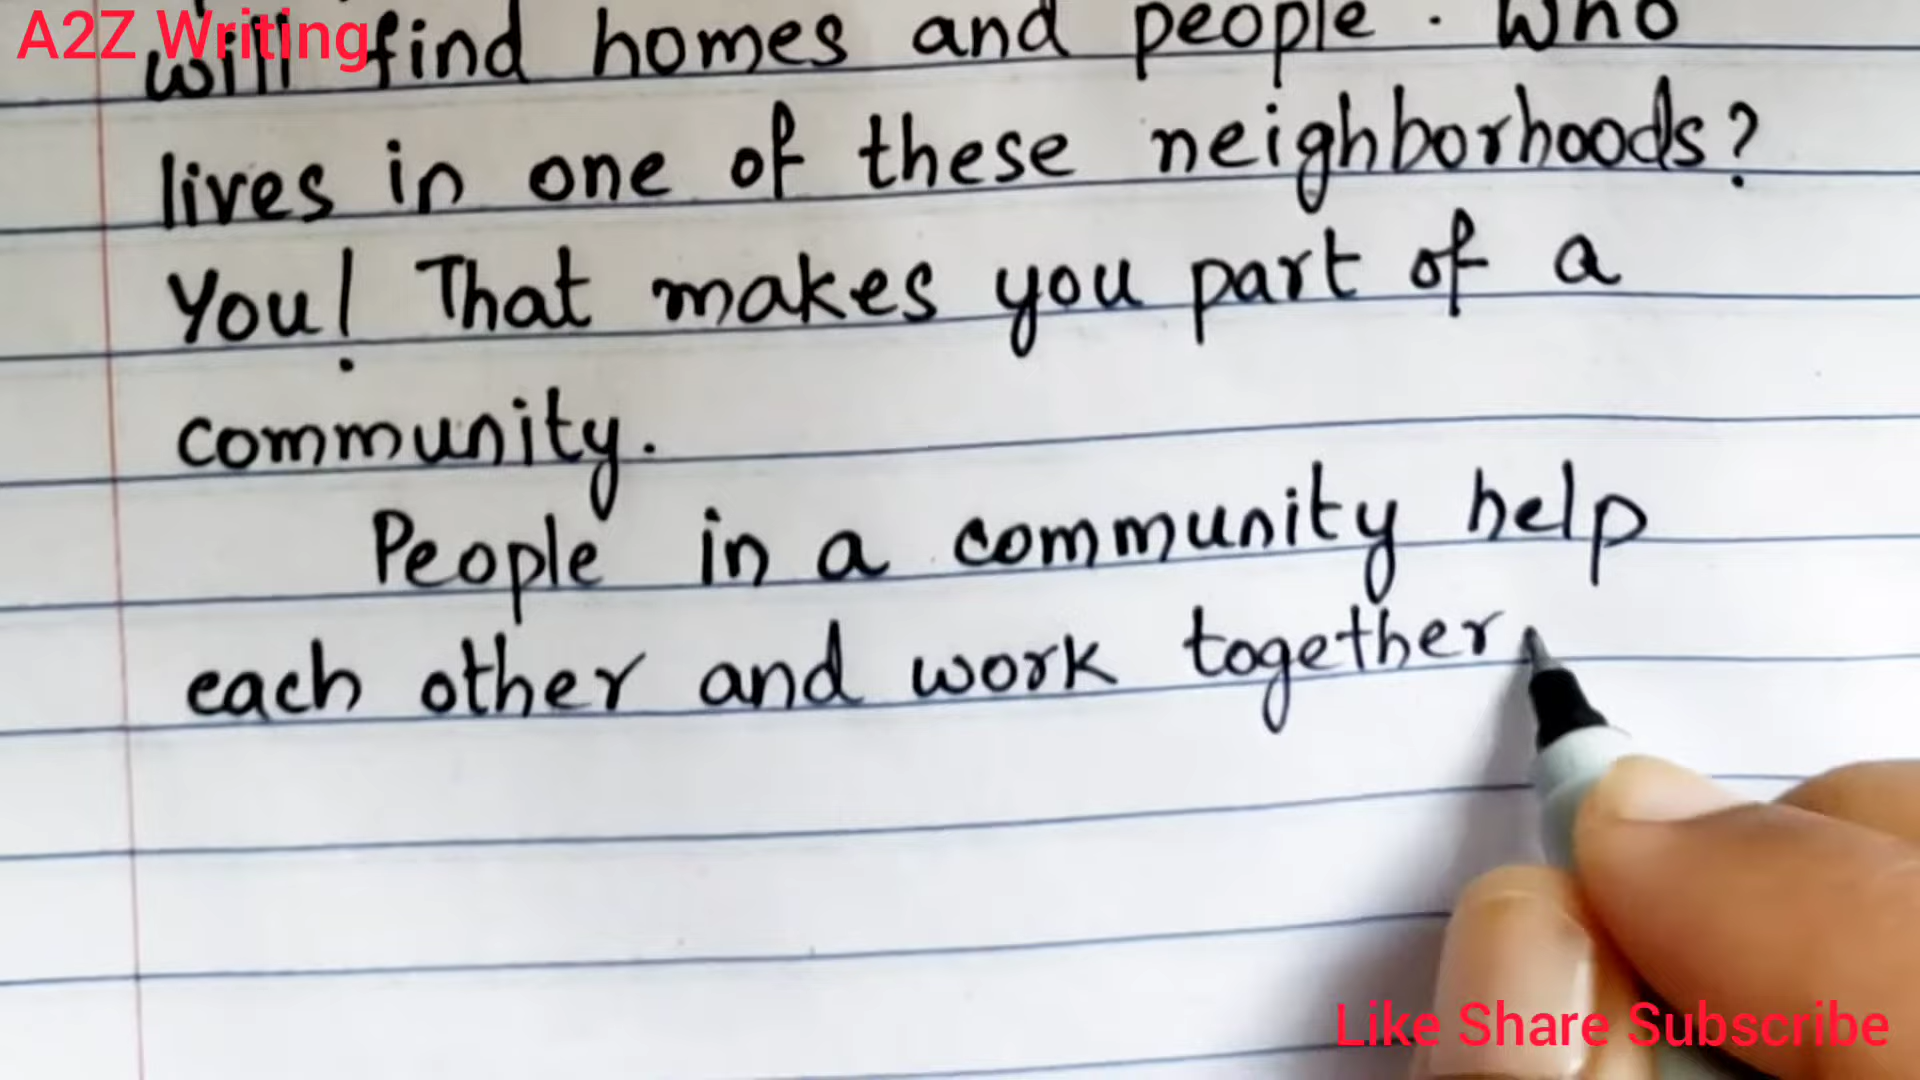 A2Z Writing
will find homes and people. Who
lives in one of these neighborhoods?
You! That makes you part of a
community.
People in a community help
each other and work together
Like Share Subscribe